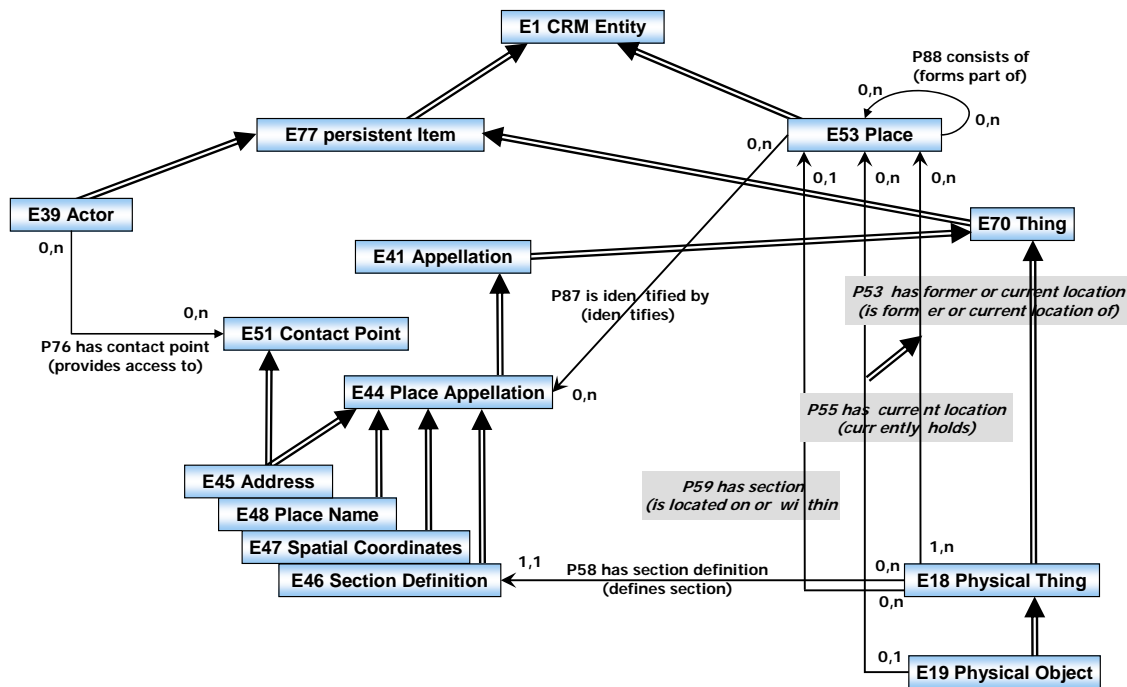 E1 CRM Entity
P88 consists of
(forms part of)
0,n
0,n
E77 persistent Item
E53 Place
0,n
0,1
0,n
0,n
E39 Actor
0,n
E70 Thing
E41 Appellation
P87 is iden tified by
(iden tifies)
P53 has former or current location
(is form er or current location of)
0,n
E51 Contact Point
P76 has contact point
(provides access to)
E44 Place Appellation
0,n
P55 has current location
(curr ently holds)
E45 Address
P59 has section
(is located on or wi thin
E48 Place Name
E47 Spatial Coordinates
1,n
1,1
P58 has section definition
(defines section)
0,n
E46 Section Definition
E18 Physical Thing
0,n
0,1
E19 Physical Object